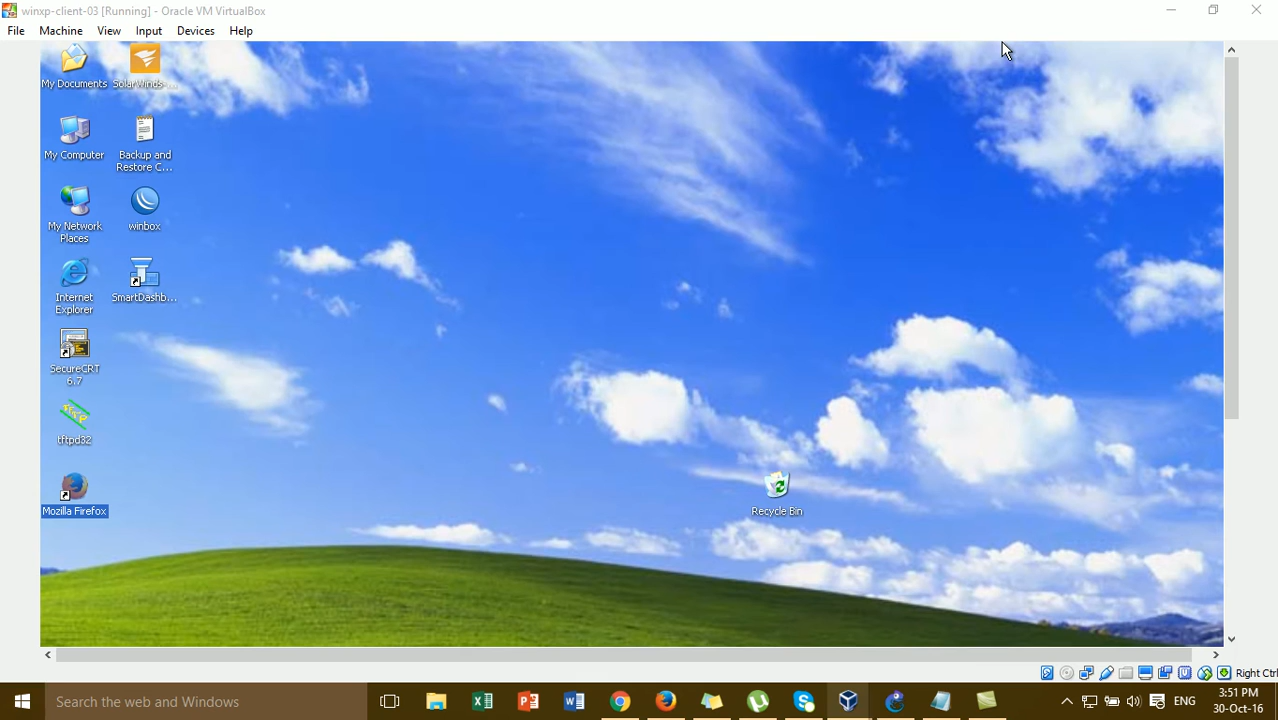 winxp-client-03 [Running] - Oracle VM VirtualBox
File Machine View Input Devices Help
My Documents
SolarWinds-...
My Computer
Backup and
Restore C...
My Network
Places
winbox
Internet
Explorer
SmartDashb...
SecureCRT
6.7
tftpd32
Mozilla Firefox
Recycle Bin
Right Ctrl
Search the web and Windows
ENG
3:51 PM
30-Oct-16